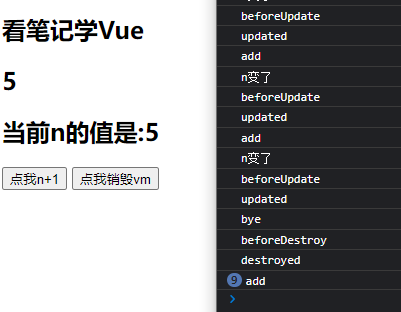 看笔记学Vue
5
当前n的值是:5
点我n+1 点我销毁vm
beforeUpdate
updated
add
n变了
beforeUpdate
updated
add
n变了
beforeUpdate
updated
bye
beforeDestroy
destroyed
9 add
>